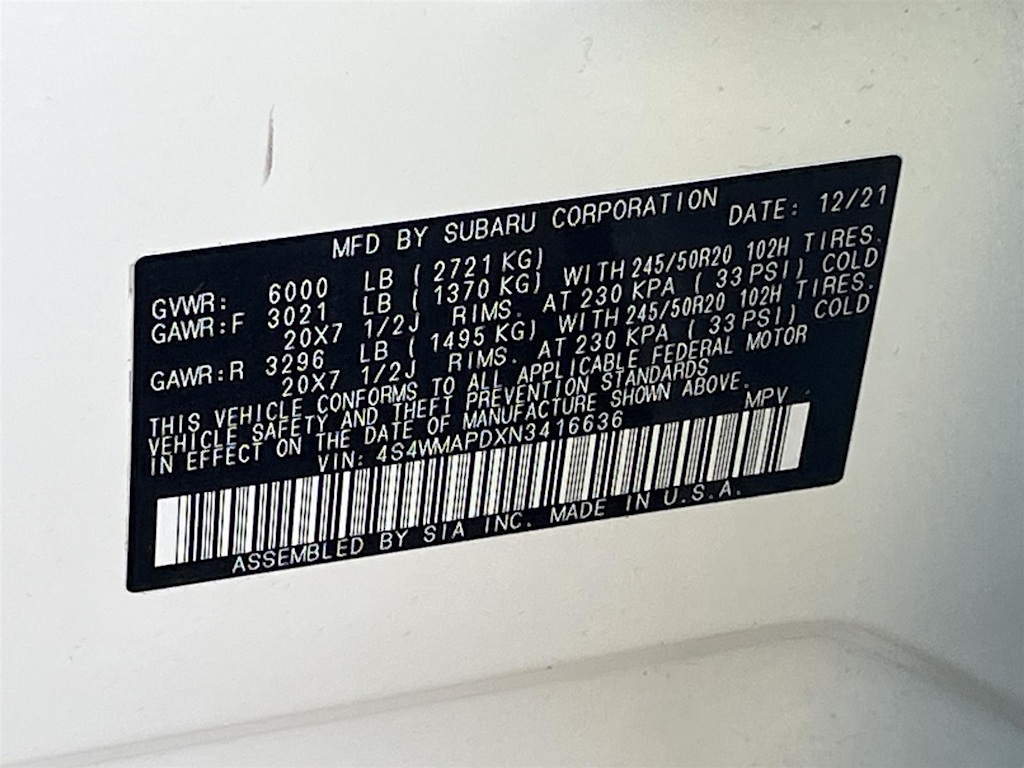 MFD BY SUBARU CORPORATION DATE: 12/21
GVWR: 6000 LB ( 2721 KG)
GAWR:F 3021 LB ( 1370 KG) WITH 245/50R20 102H TIRES.
20X7 1/2J RIMS. AT 230 KPA ( 33 PSI) COLD
GAWR:R 3296 LB ( 1495 KG) WITH 245/50R20 102H TIRES.
20X7 1/2J RIMS. AT 230 KPA ( 33 PSI) COLD
THIS VEHICLE CONFORMS TO ALL APPLICABLE FEDERAL MOTOR
VEHICLE SAFETY AND THEFT PREVENTION STANDARDS
IN EFFECT ON THE DATE OF MANUFACTURE SHOWN ABOVE.
VIN: 4S4WMAPDXN3416636 MPV
ASSEMBLED BY SIA INC. MADE IN U.S.A.